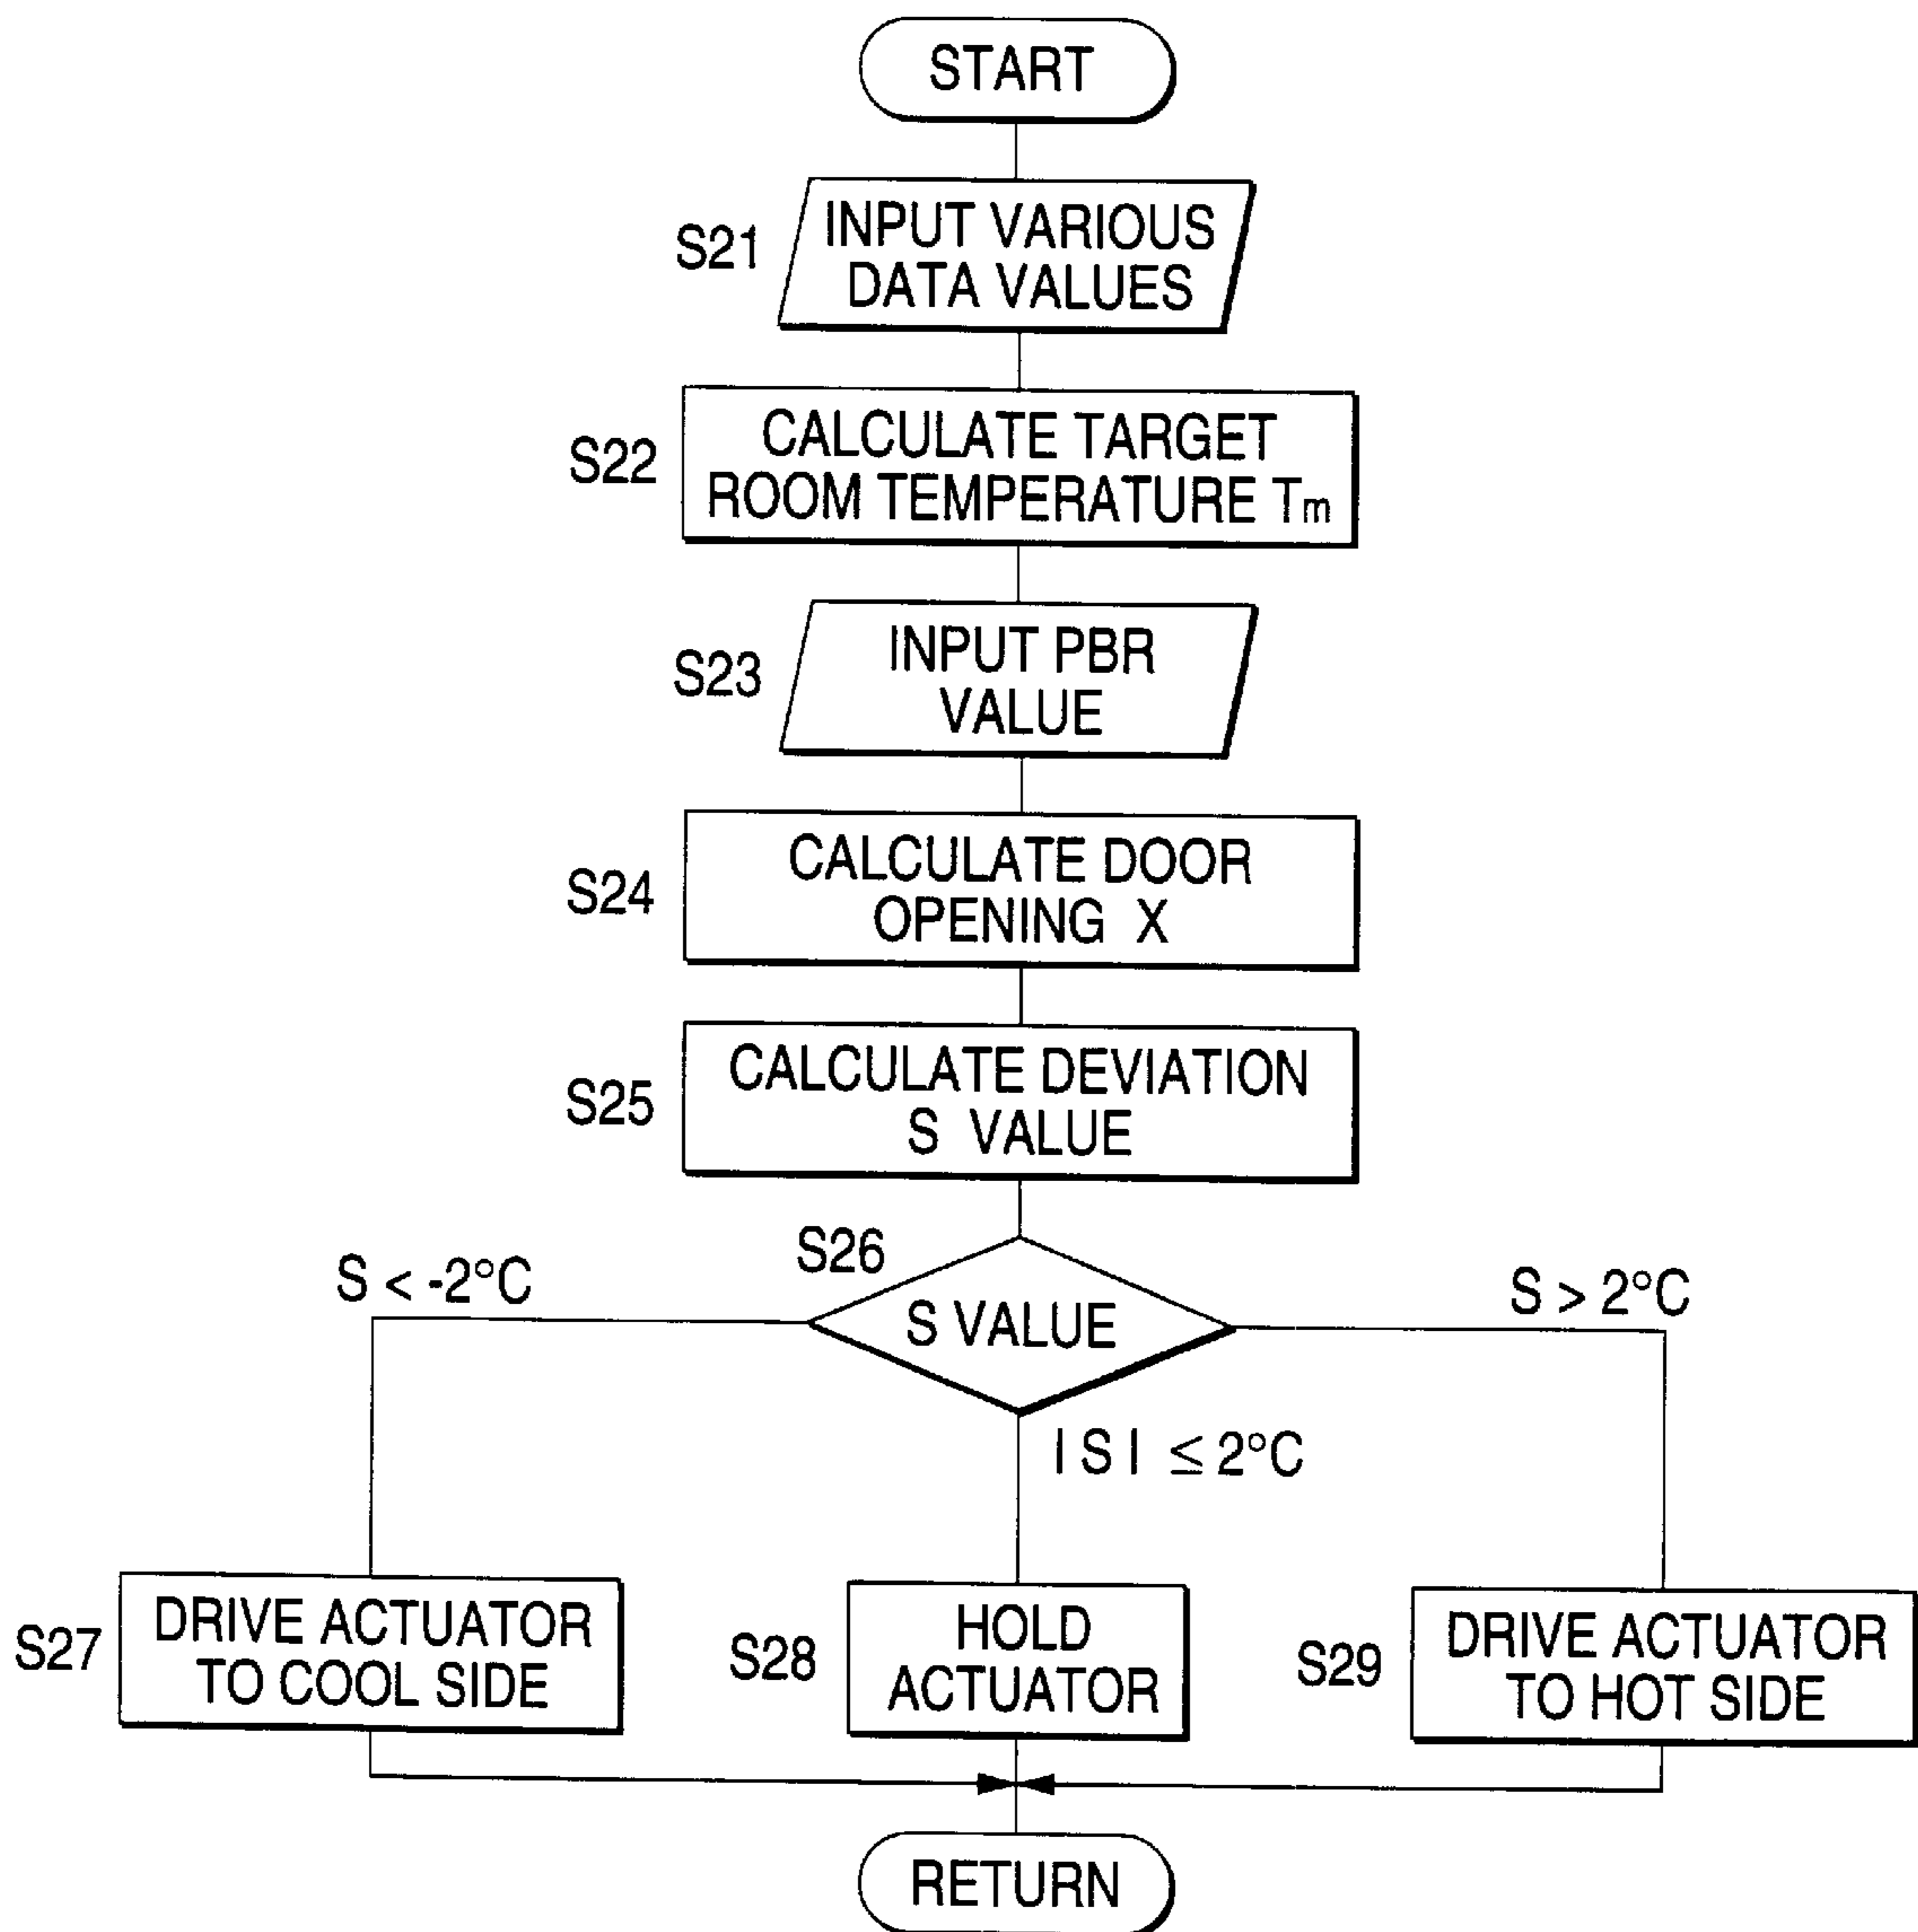 START
S21
INPUT VARIOUS
DATA VALUES
S22
CALCULATE TARGET
ROOM TEMPERATURE Tm
S23
INPUT PBR
VALUE
S24
CALCULATE DOOR
OPENING X
S25
CALCULATE DEVIATION
S VALUE
S26
S < -2°C
S VALUE
S > 2°C
I S I ≤ 2°C
S27
DRIVE ACTUATOR
TO COOL SIDE
S28
HOLD
ACTUATOR
S29
DRIVE ACTUATOR
TO HOT SIDE
RETURN